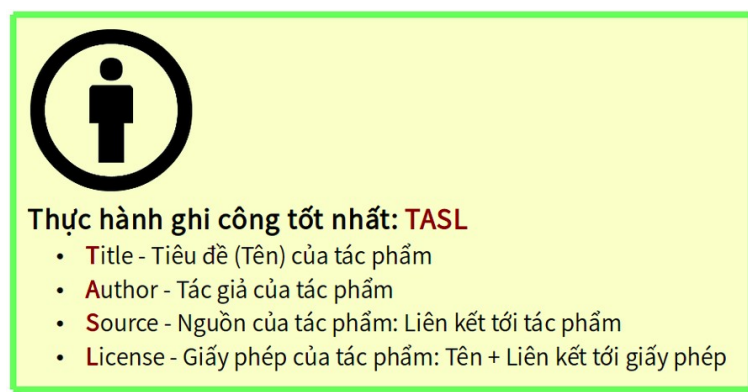 Thực hành ghi công tốt nhất: TASL
• Title - Tiêu đề (Tên) của tác phẩm
• Author - Tác giả của tác phẩm
• Source - Nguồn của tác phẩm: Liên kết tới tác phẩm
• License - Giấy phép của tác phẩm: Tên + Liên kết tới giấy phép